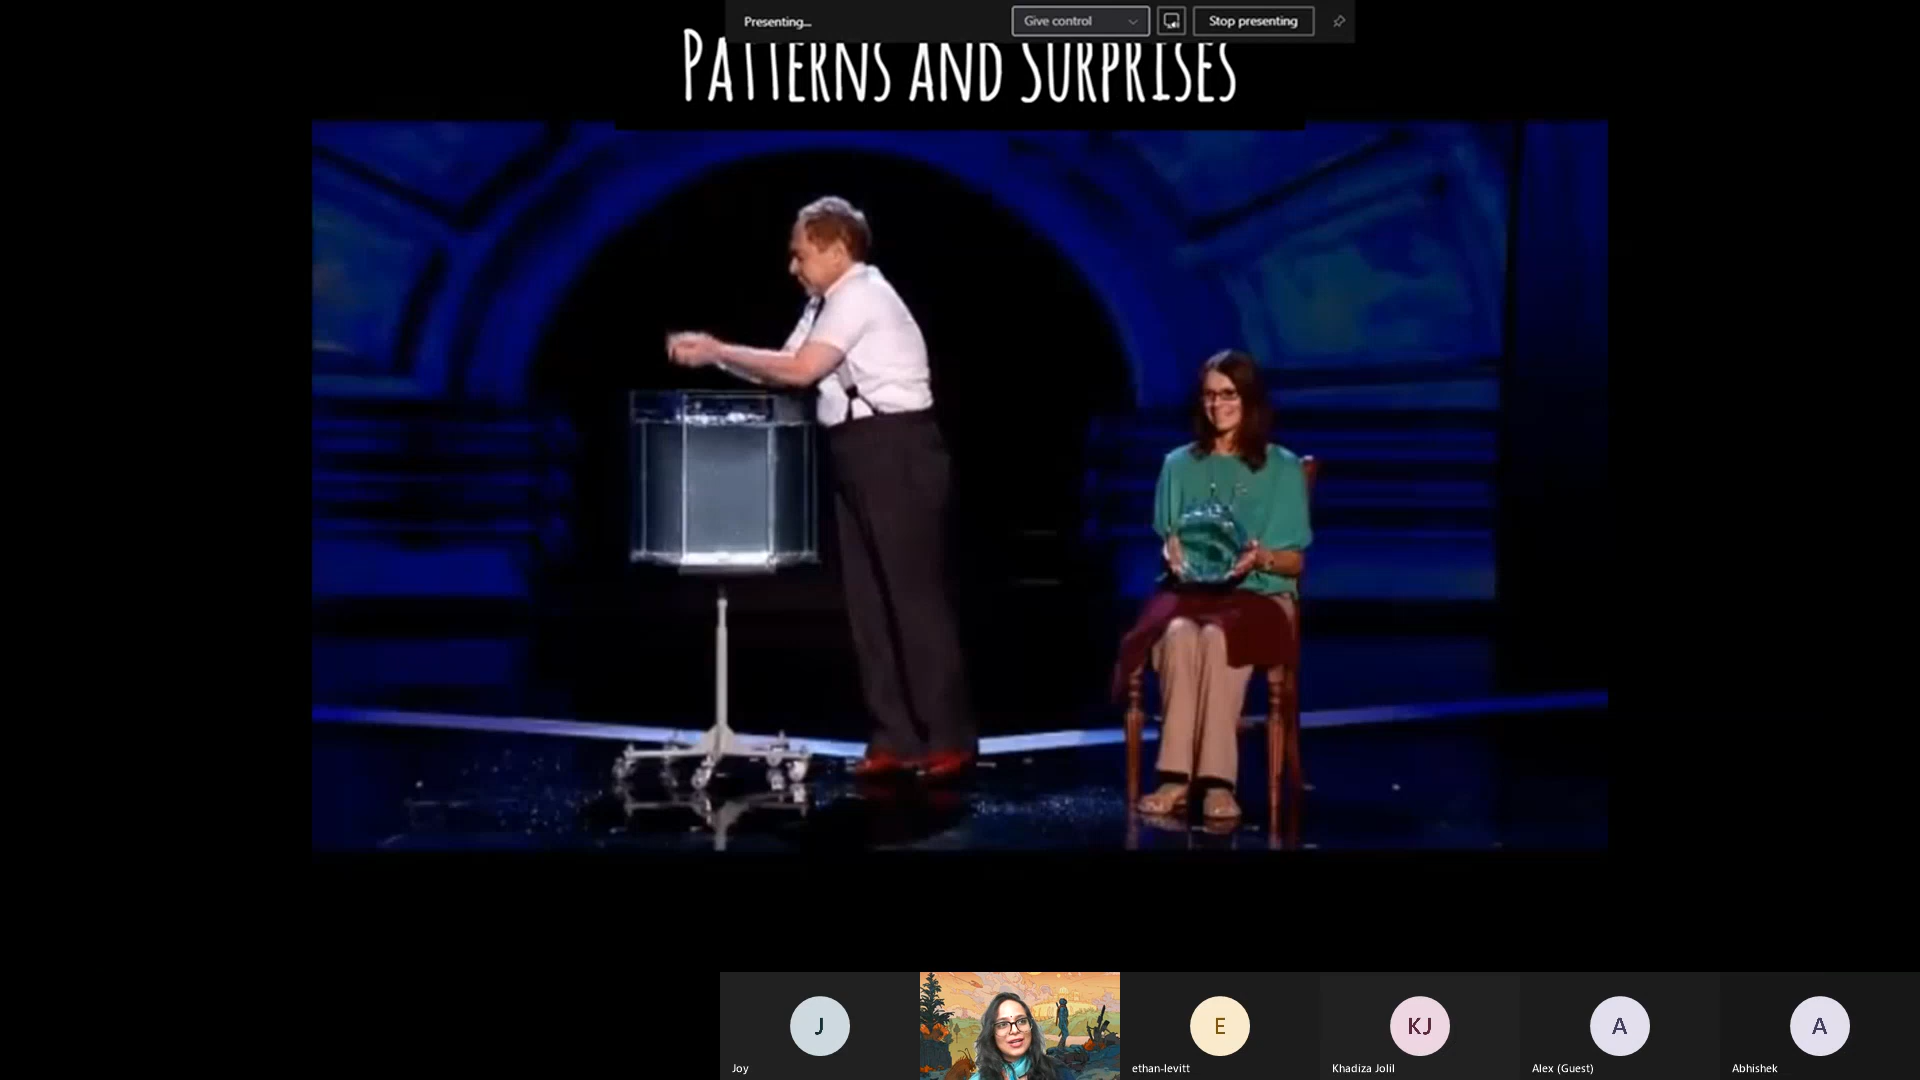 Presenting...
Give control
Stop presenting
PATTERNS AND SURPRISES
J
E
KJ
A
A
Joy
ethan-levitt
Khadiza Jolil
Alex (Guest)
Abhishek